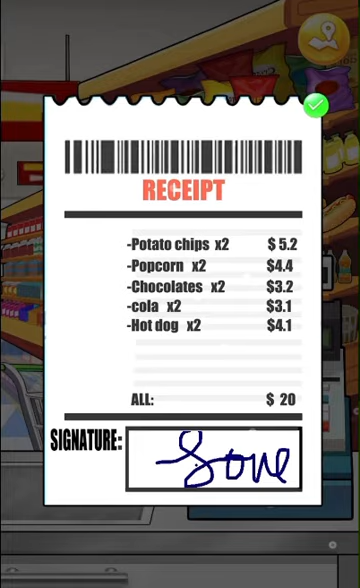 RECEIPT
-Potato chips x2 $ 5.2
-Popcorn x2 $4.4
-Chocolates x2 $3.2
-cola x2 $3.1
-Hot dog x2 $4.1
ALL: $ 20
SIGNATURE: